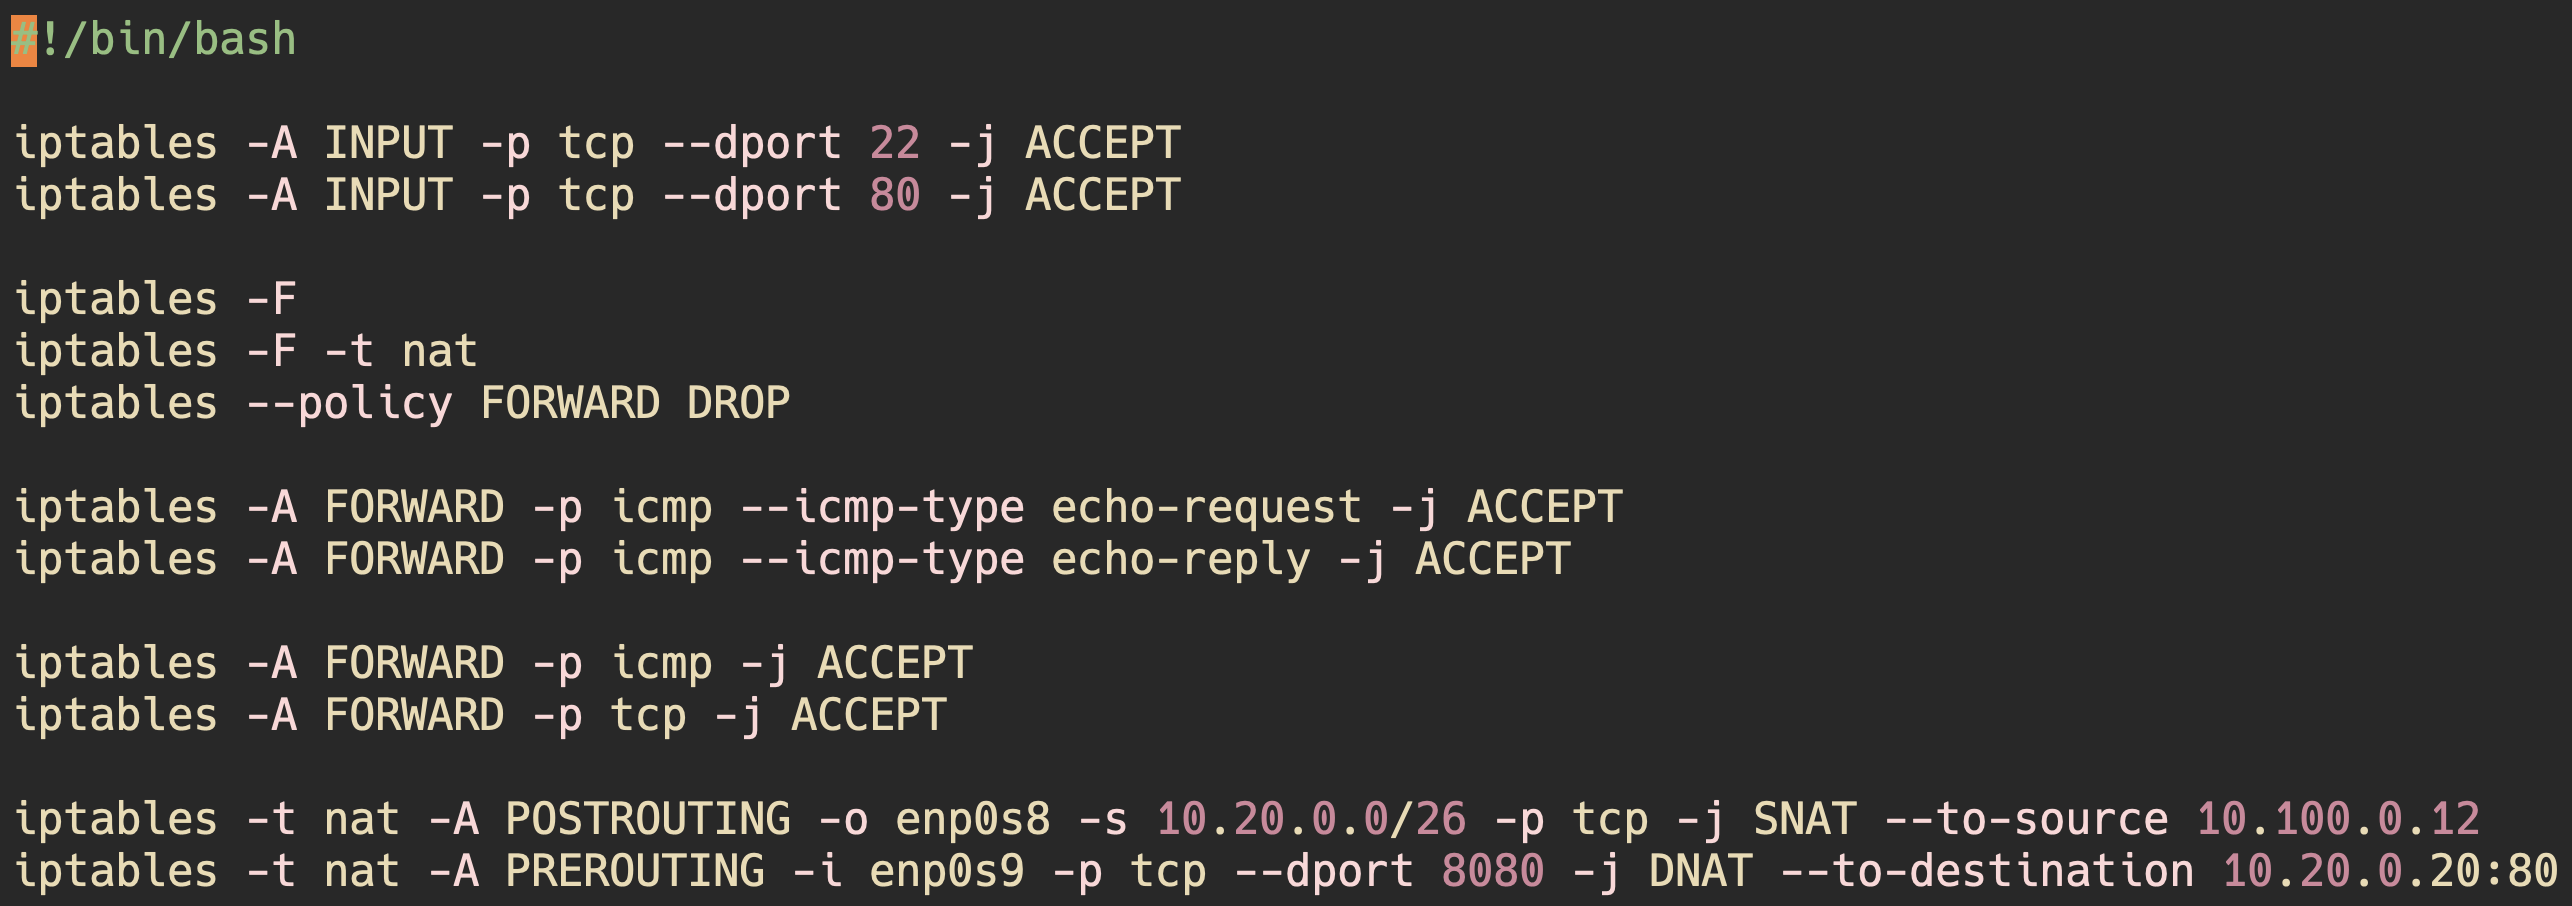 #!/bin/bash
iptables -A INPUT -p tcp --dport 22 -j ACCEPT
iptables -A INPUT -p tcp --dport 80 -j ACCEPT
iptables -F
iptables -F -t nat
iptables --policy FORWARD DROP
iptables -A FORWARD -p icmp --icmp-type echo-request -j ACCEPT
iptables -A FORWARD -p icmp --icmp-type echo-reply -j ACCEPT
iptables -A FORWARD -p icmp -j ACCEPT
iptables -A FORWARD -p tcp -j ACCEPT
iptables -t nat -A POSTROUTING -o enp0s8 -s 10.20.0.0/26 -p tcp -j SNAT --to-source 10.100.0.12
iptables -t nat -A PREROUTING -i enp0s9 -p tcp --dport 8080 -j DNAT --to-destination 10.20.0.20:80